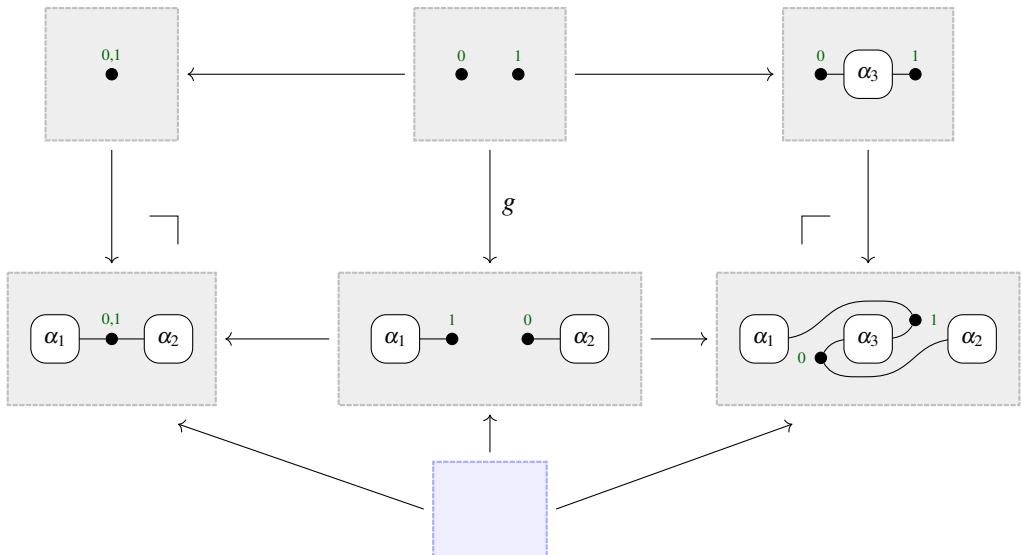 0,1 0 1 0 α₃ 1
g
α₁ 0,1 α₂ α₁ 1 0 α₂ α₁ 0 α₃ 1 α₂